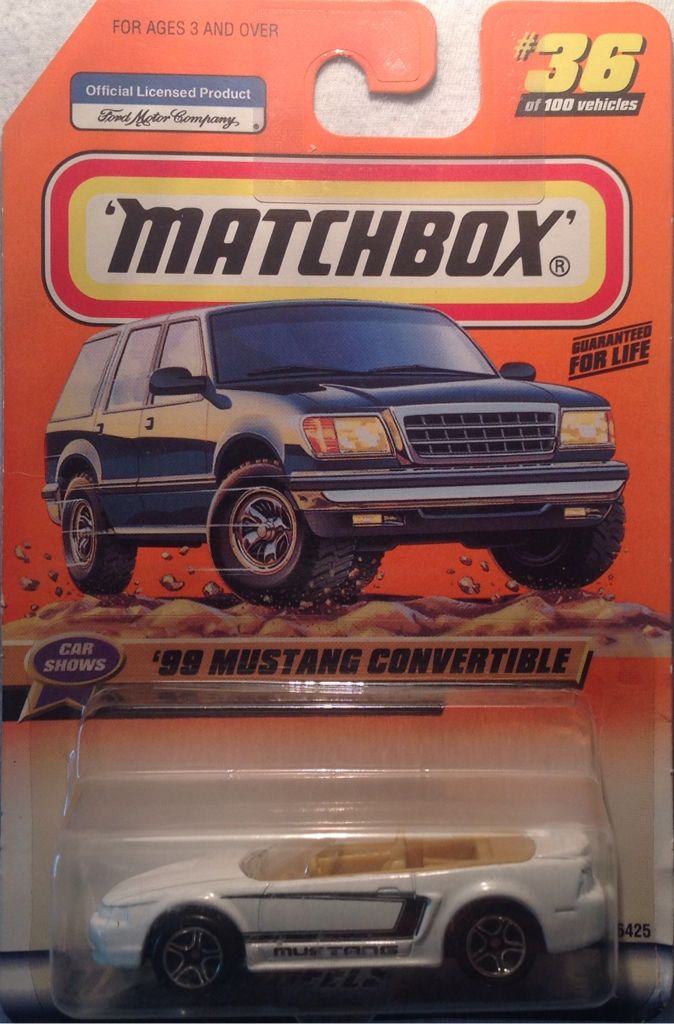 FOR AGES 3 AND OVER
#36
of 100 vehicles
Official Licensed Product
Ford Motor Company ®
'MATCHBOX' ®
GUARANTEED
FOR LIFE
CAR
SHOWS
'99 MUSTANG CONVERTIBLE
MUSTANG
6425